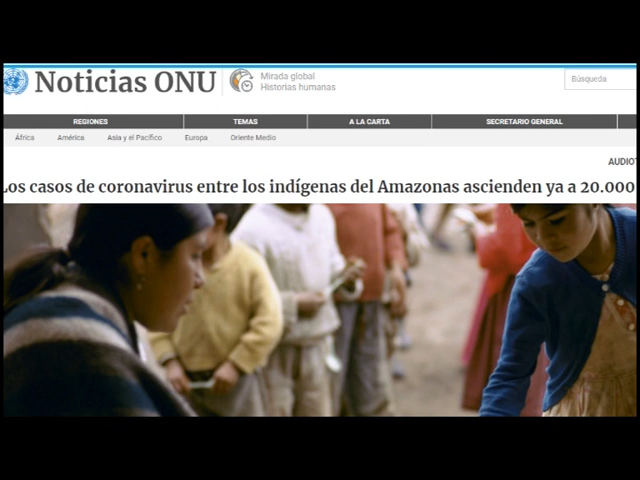 Noticias ONU
Mirada global
Historias humanas
Búsqueda
REGIONES TEMAS A LA CARTA SECRETARIO GENERAL
África América Asia y el Pacífico Europa Oriente Medio
AUDIOT
Los casos de coronavirus entre los indígenas del Amazonas ascienden ya a 20.000